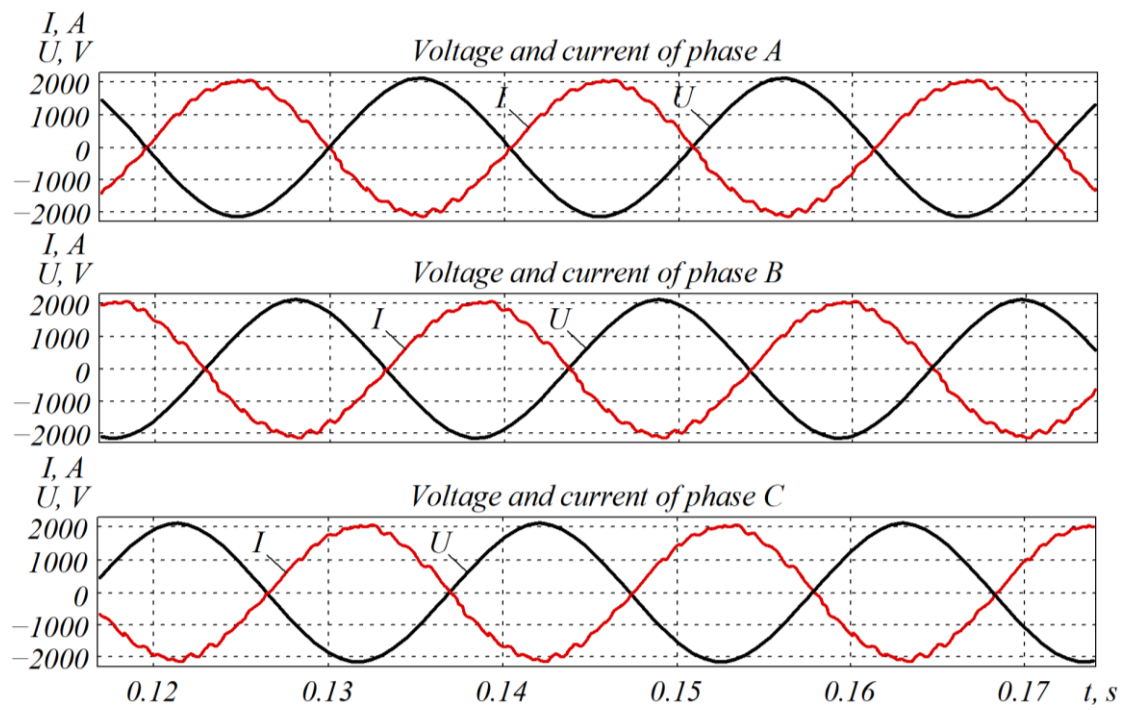 I, A
U, V
Voltage and current of phase A
2000
1000
0
−1000
−2000
I
U
I, A
U, V
Voltage and current of phase B
2000
1000
0
−1000
−2000
I
U
I, A
U, V
Voltage and current of phase C
2000
1000
0
−1000
−2000
I
U
0.12 0.13 0.14 0.15 0.16 0.17 t, s